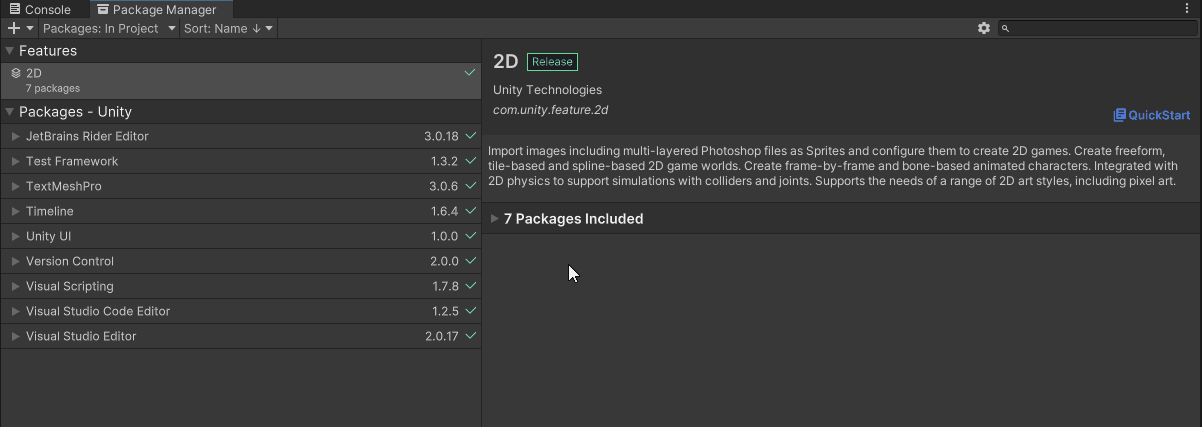 Console Package Manager
Packages: In Project Sort: Name ↓
Features
2D
7 packages
Packages - Unity
JetBrains Rider Editor 3.0.18
Test Framework 1.3.2
TextMeshPro 3.0.6
Timeline 1.6.4
Unity UI 1.0.0
Version Control 2.0.0
Visual Scripting 1.7.8
Visual Studio Code Editor 1.2.5
Visual Studio Editor 2.0.17
2D Release
Unity Technologies
com.unity.feature.2d
QuickStart
Import images including multi-layered Photoshop files as Sprites and configure them to create 2D games. Create freeform,
tile-based and spline-based 2D game worlds. Create frame-by-frame and bone-based animated characters. Integrated with
2D physics to support simulations with colliders and joints. Supports the needs of a range of 2D art styles, including pixel art.
7 Packages Included